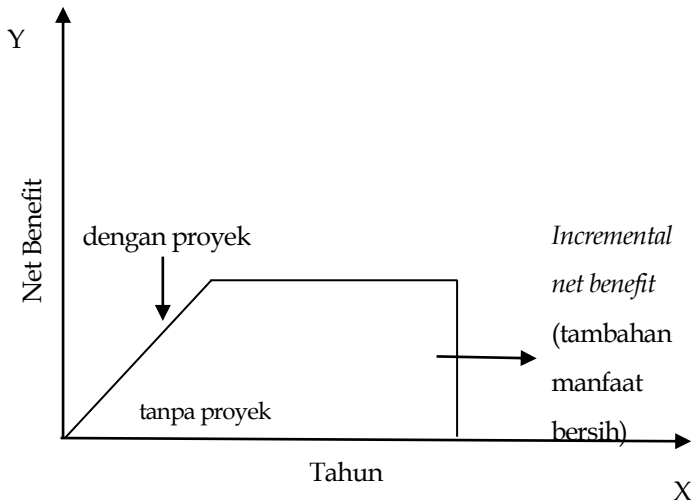 Y
Net Benefit
dengan proyek
tanpa proyek
Incremental
net benefit
(tambahan
manfaat
bersih)
Tahun
X